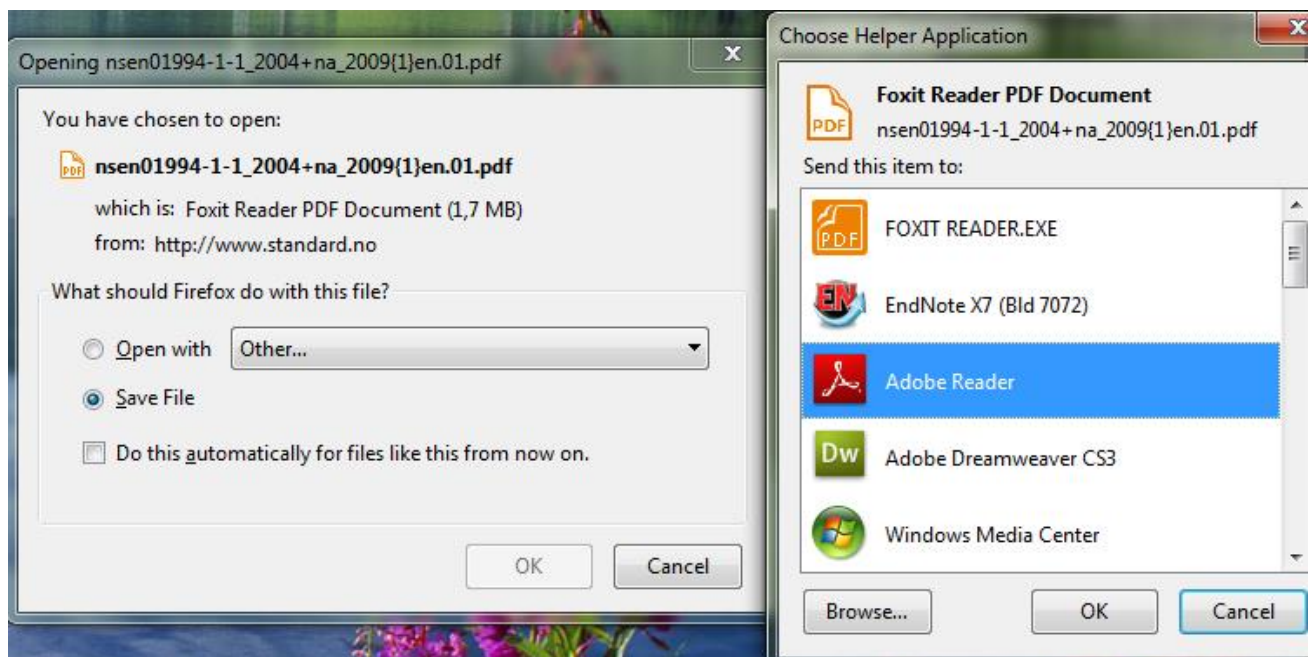 Opening nsen01994-1-1_2004+na_2009{1}en.01.pdf
You have chosen to open:
PDF
nsen01994-1-1_2004+na_2009{1}en.01.pdf
which is: Foxit Reader PDF Document (1,7 MB)
from: http://www.standard.no
What should Firefox do with this file?
Open with Other...
Save File
Do this automatically for files like this from now on.
OK Cancel
Choose Helper Application
PDF
Foxit Reader PDF Document
nsen01994-1-1_2004+na_2009{1}en.01.pdf
Send this item to:
PDF FOXIT READER.EXE
EN EndNote X7 (Bld 7072)
Adobe Reader
Dw Adobe Dreamweaver CS3
Windows Media Center
Browse... OK Cancel